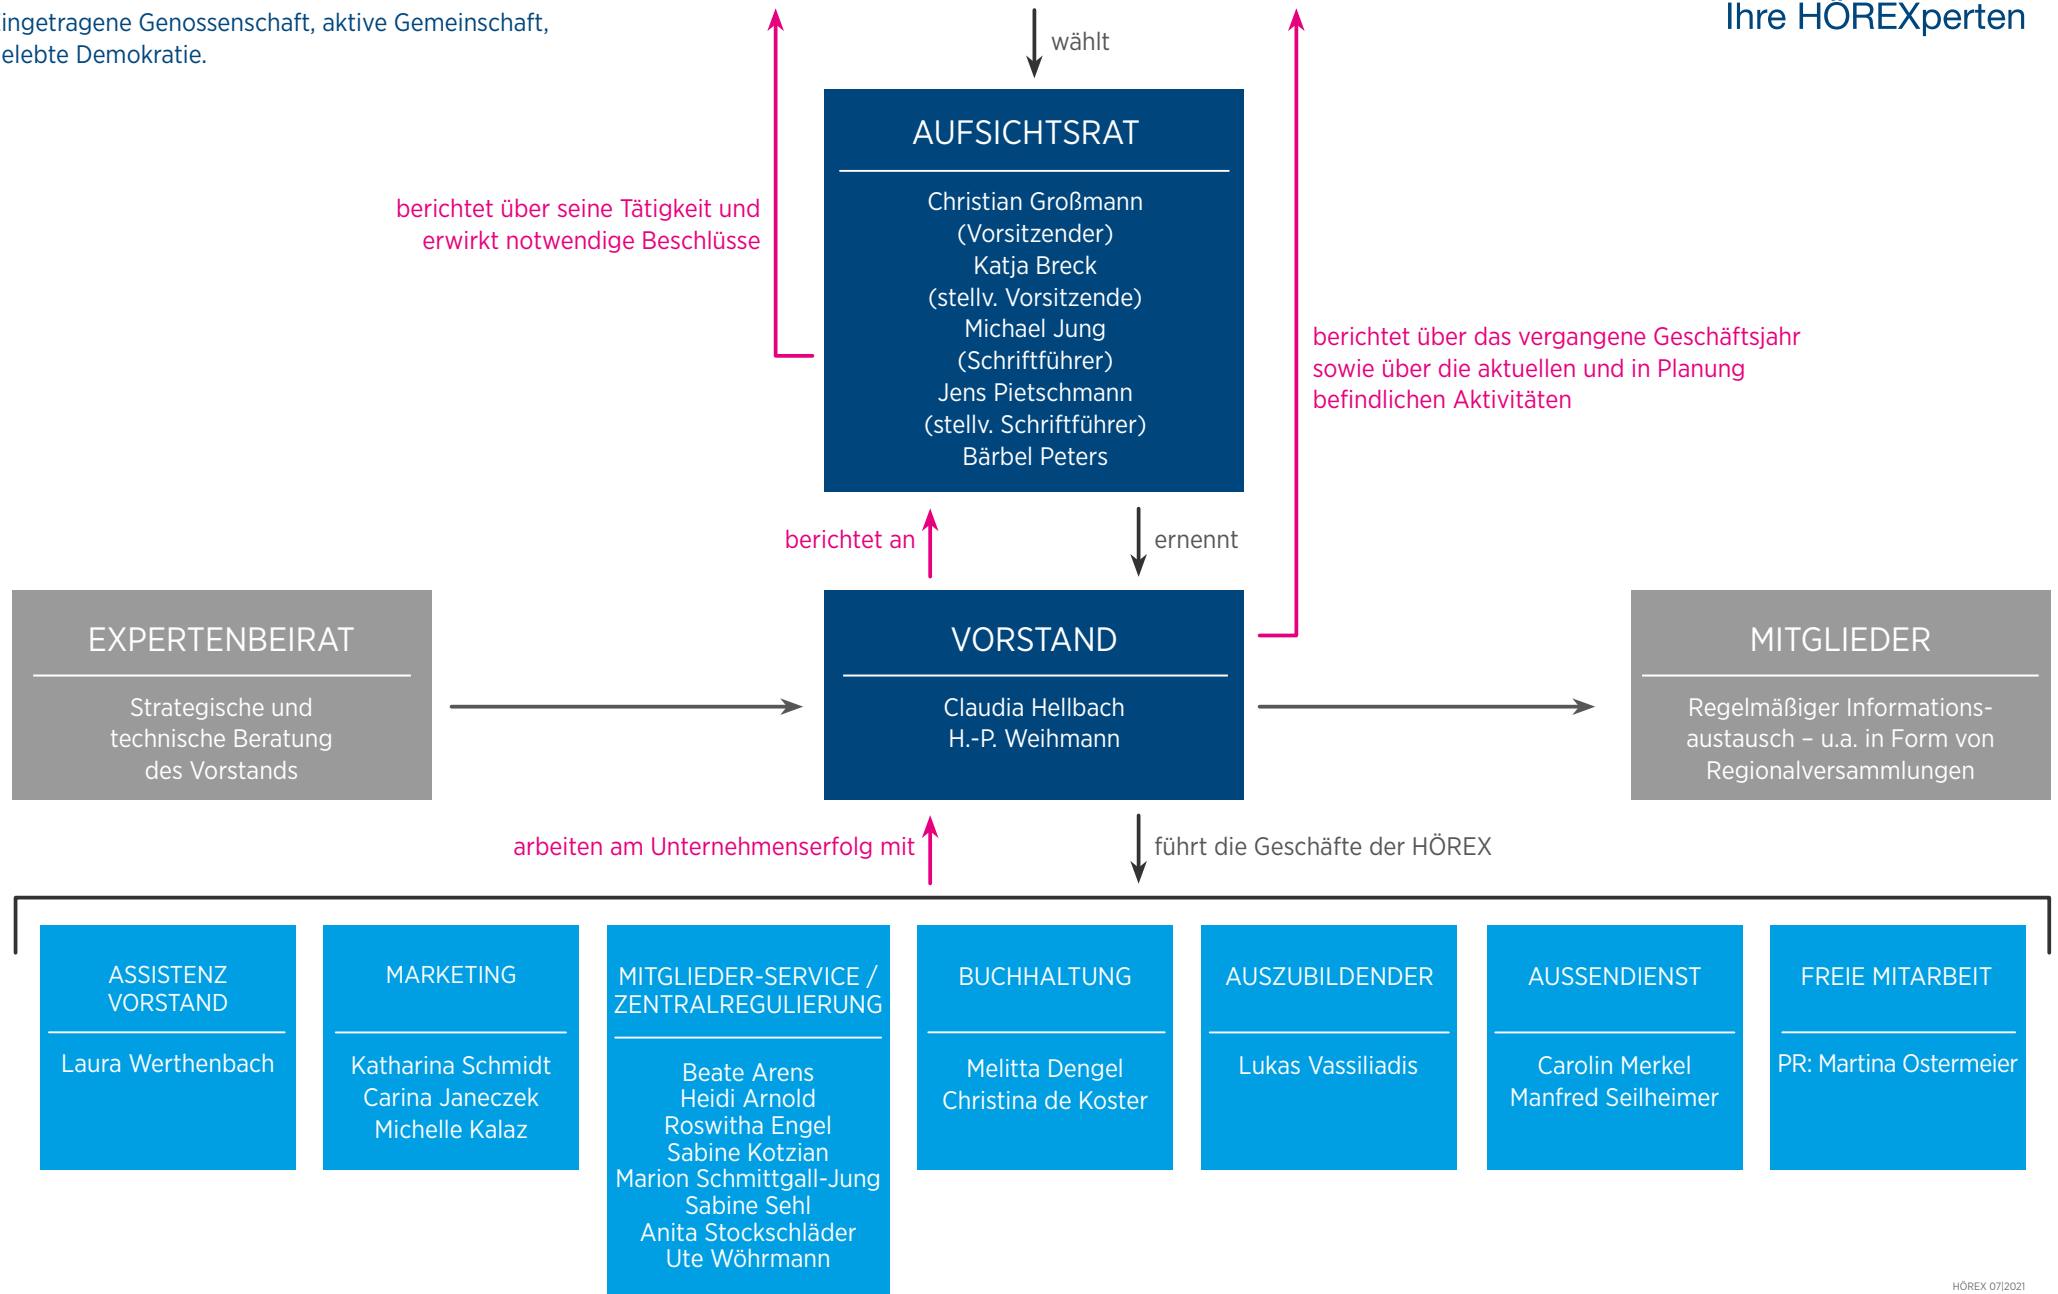 ingetragene Genossenschaft, aktive Gemeinschaft,
elebte Demokratie.
wählt
Ihre HÖREXperten
AUFSICHTSRAT
Christian Großmann
(Vorsitzender)
Katja Breck
(stellv. Vorsitzende)
Michael Jung
(Schriftführer)
Jens Pietschmann
(stellv. Schriftführer)
Bärbel Peters
berichtet über seine Tätigkeit und
erwirkt notwendige Beschlüsse
berichtet über das vergangene Geschäftsjahr
sowie über die aktuellen und in Planung
befindlichen Aktivitäten
berichtet an
ernennt
EXPERTENBEIRAT
Strategische und
technische Beratung
des Vorstands
VORSTAND
Claudia Hellbach
H.-P. Weihmann
MITGLIEDER
Regelmäßiger Informations-
austausch – u.a. in Form von
Regionalversammlungen
arbeiten am Unternehmenserfolg mit
führt die Geschäfte der HÖREX
ASSISTENZ
VORSTAND
Laura Werthenbach
MARKETING
Katharina Schmidt
Carina Janeczek
Michelle Kalaz
MITGLIEDER-SERVICE /
ZENTRALREGULIERUNG
Beate Arens
Heidi Arnold
Roswitha Engel
Sabine Kotzian
Marion Schmittgall-Jung
Sabine Sehl
Anita Stockschläder
Ute Wöhrmann
BUCHHALTUNG
Melitta Dengel
Christina de Koster
AUSZUBILDENDER
Lukas Vassiliadis
AUSSENDIENST
Carolin Merkel
Manfred Seilheimer
FREIE MITARBEIT
PR: Martina Ostermeier
HÖREX 07|2021